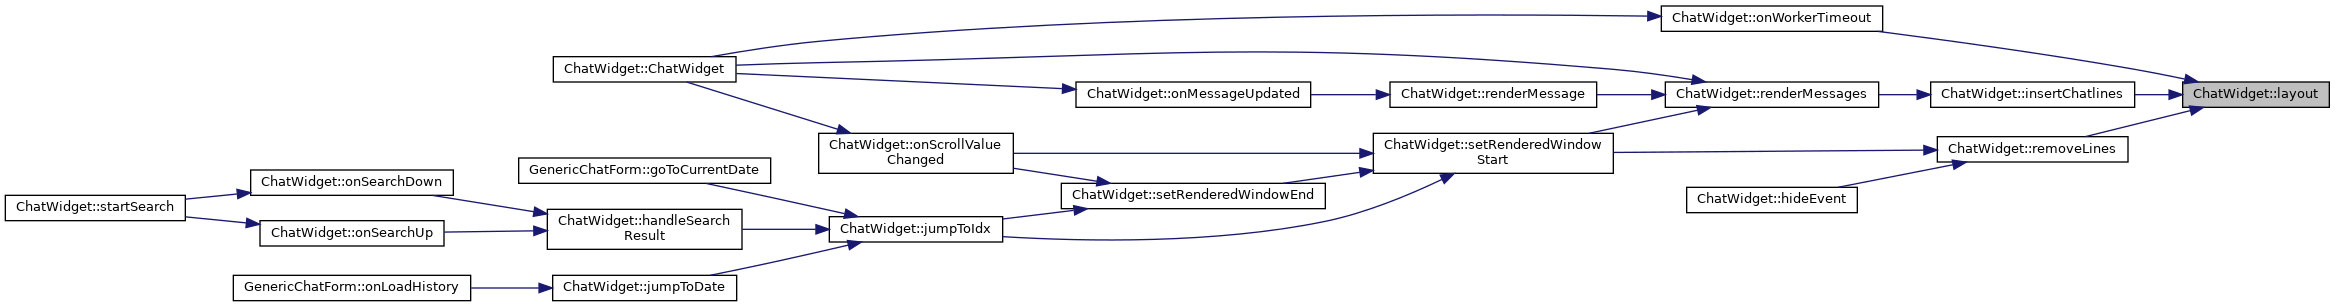 ChatWidget::onWorkerTimeout
ChatWidget::ChatWidget
ChatWidget::onMessageUpdated
ChatWidget::renderMessage
ChatWidget::renderMessages
ChatWidget::insertChatlines
ChatWidget::layout
ChatWidget::onScrollValue
Changed
ChatWidget::setRenderedWindow
Start
ChatWidget::removeLines
GenericChatForm::goToCurrentDate
ChatWidget::onSearchDown
ChatWidget::setRenderedWindowEnd
ChatWidget::hideEvent
ChatWidget::startSearch
ChatWidget::handleSearch
Result
ChatWidget::jumpToIdx
ChatWidget::onSearchUp
GenericChatForm::onLoadHistory
ChatWidget::jumpToDate